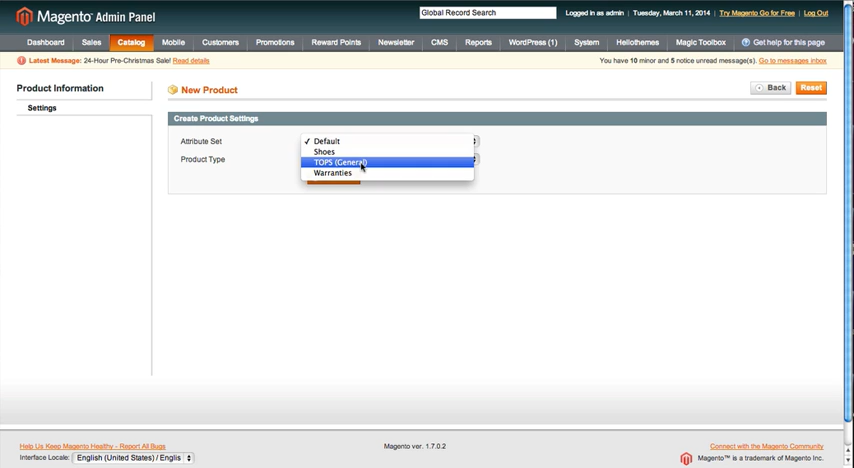 Magento Admin Panel
Global Record Search
Logged in as admin | Tuesday, March 11, 2014 | Try Magento Go for Free | Log Out
Dashboard Sales Catalog Mobile Customers Promotions Reward Points Newsletter CMS Reports WordPress (1) System Hellothemes Magic Toolbox Get help for this page
Latest Message: 24-Hour Pre-Christmas Sale! Read details
You have 10 minor and 5 notice unread message(s). Go to messages inbox
Product Information
Settings
New Product
Back Reset
Create Product Settings
Attribute Set
Product Type
✓ Default
Shoes
TOPS (General)
Warranties
Help Us Keep Magento Healthy - Report All Bugs
Interface Locale: English (United States) / Englis
Magento ver. 1.7.0.2
Connect with the Magento Community
Magento™ is a trademark of Magento Inc.